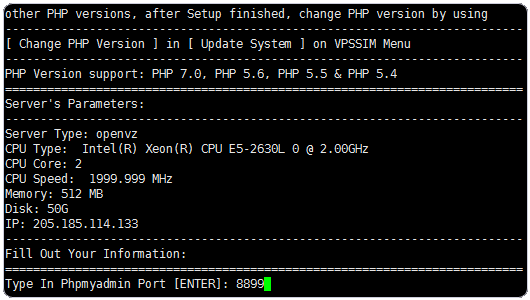 other PHP versions, after Setup finished, change PHP version by using
--------------------------------------------------------------------------
[ Change PHP Version ] in [ Update System ] on VPSSIM Menu
--------------------------------------------------------------------------
PHP Version support: PHP 7.0, PHP 5.6, PHP 5.5 & PHP 5.4
==========================================================================
Server's Parameters:
--------------------------------------------------------------------------
Server Type: openvz
CPU Type:  Intel(R) Xeon(R) CPU E5-2630L 0 @ 2.00GHz
CPU Core: 2
CPU Speed:  1999.999 MHz
Memory: 512 MB
Disk: 50G
IP: 205.185.114.133
--------------------------------------------------------------------------
Fill Out Your Information:
==========================================================================
Type In Phpmyadmin Port [ENTER]: 8899